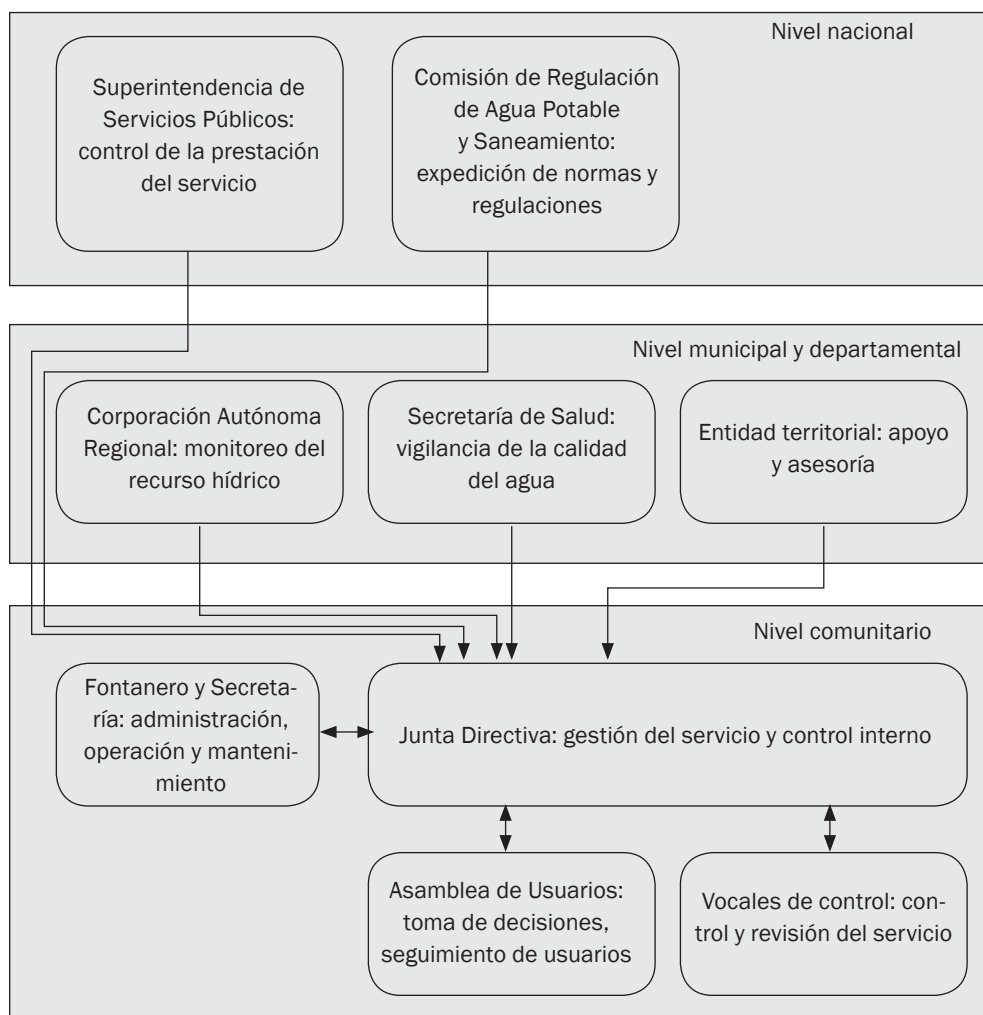 Nivel nacional
Superintendencia de
Servicios Públicos:
control de la prestación
del servicio
Comisión de Regulación
de Agua Potable
y Saneamiento:
expedición de normas y
regulaciones
Nivel municipal y departamental
Corporación Autónoma
Regional: monitoreo del
recurso hídrico
Secretaría de Salud:
vigilancia de la calidad
del agua
Entidad territorial: apoyo
y asesoría
Nivel comunitario
Fontanero y Secreta-
ría: administración,
operación y manteni-
miento
Junta Directiva: gestión del servicio y control interno
Asamblea de Usuarios:
toma de decisiones,
seguimiento de usuarios
Vocales de control: con-
trol y revisión del servicio